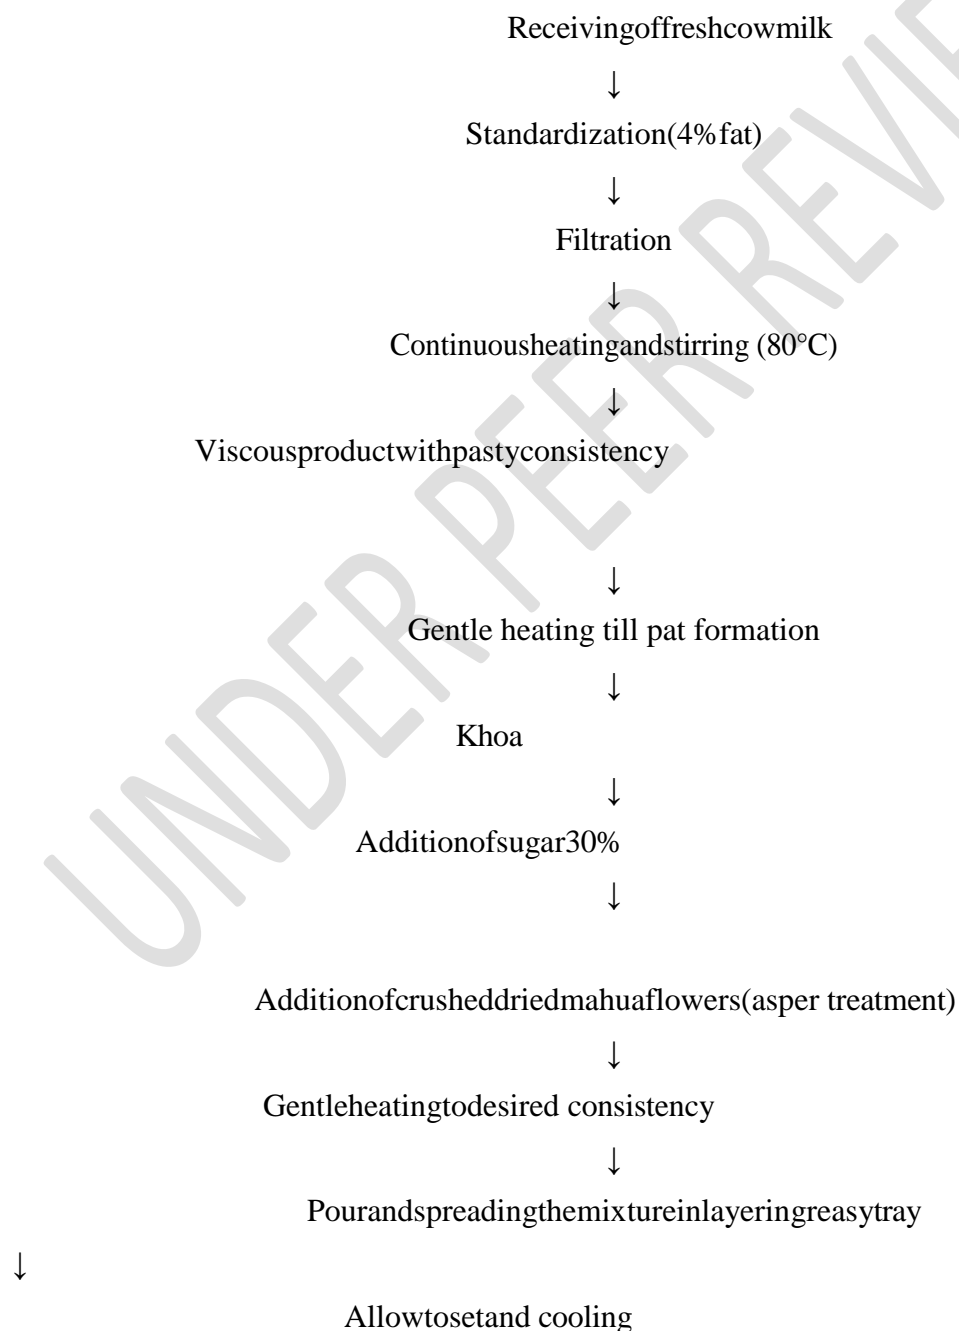 Receivingoffreshcowmilk
↓
Standardization(4%fat)
↓
Filtration
↓
Continuousheatingandstirring (80°C)
↓
Viscousproductwithpastyconsistency
↓
Gentle heating till pat formation
↓
Khoa
↓
Additionofsugar30%
↓
Additionofcrusheddriedmahuaflowers(asper treatment)
↓
Gentleheatingtodesired consistency
↓
Pourandspreadingthemixtureinlayeringreasytray
↓
Allowtosetand cooling
UNDER PEER REVIE